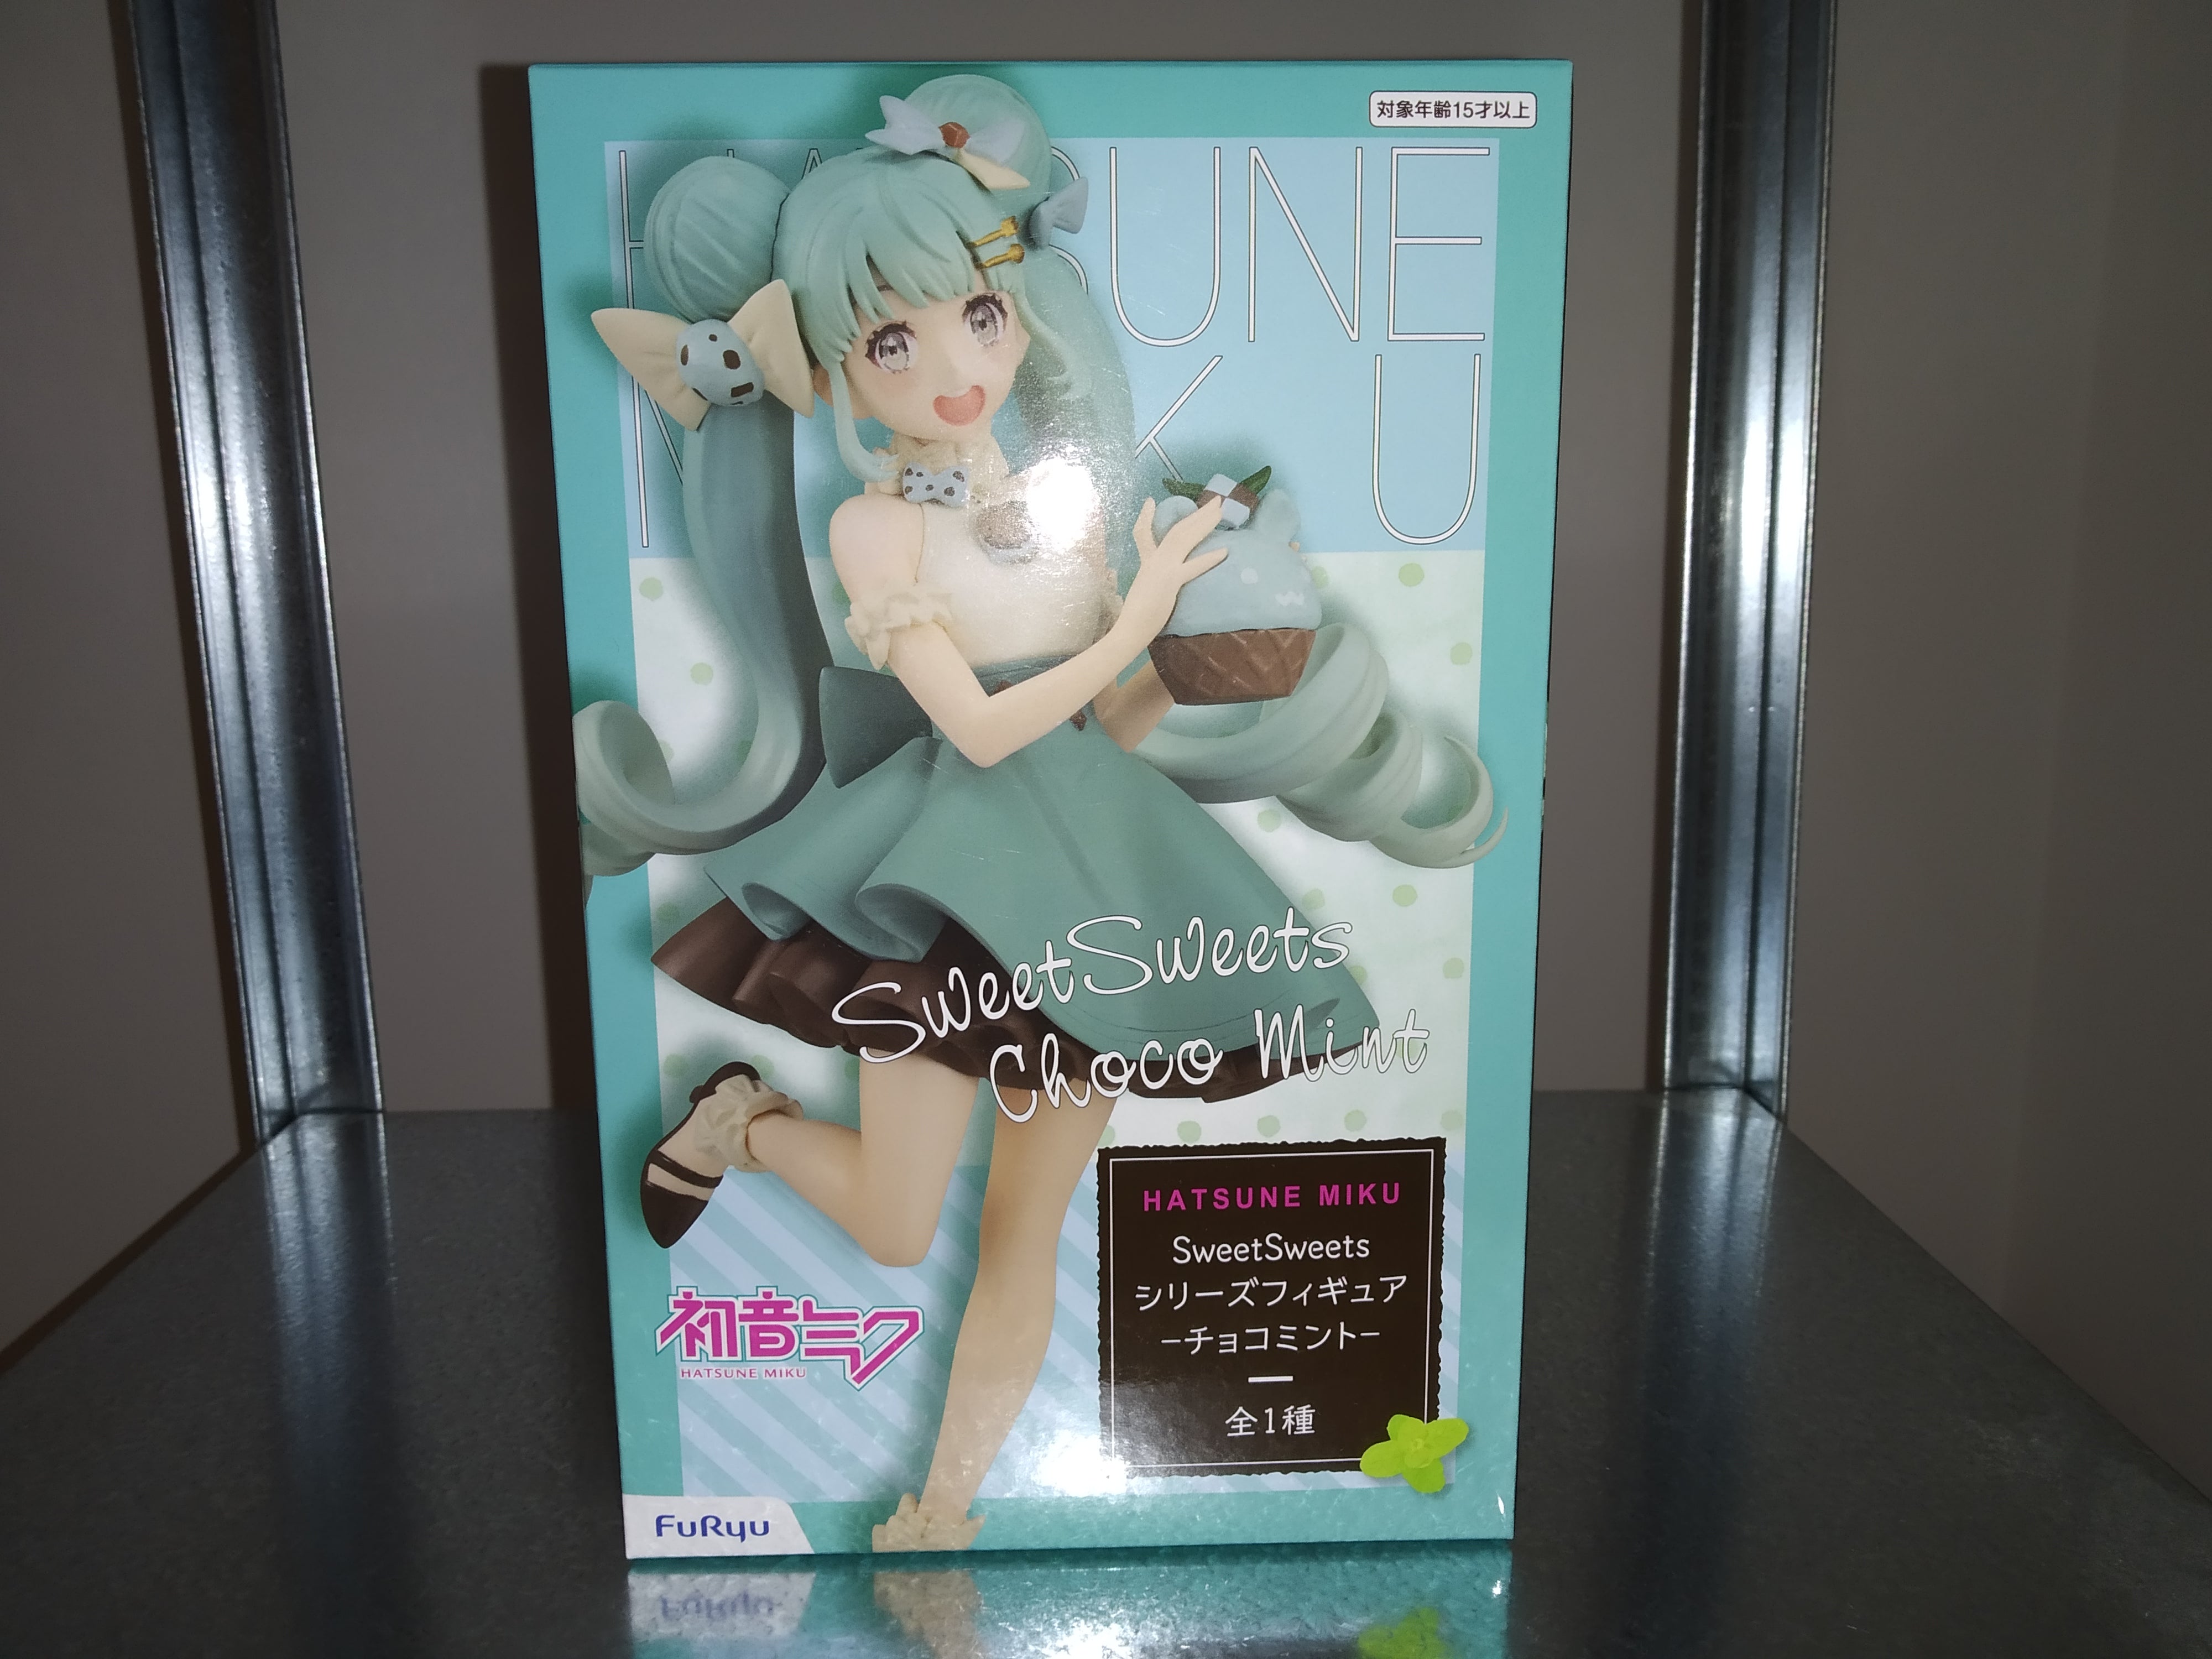 対象年齢15才以上
HATSUNE
MIKU
SweetSweets
Choco Mint
HATSUNE MIKU
SweetSweets
シリーズフィギュア
−チョコミント−
全1種
初音ミク
HATSUNE MIKU
FuRyu